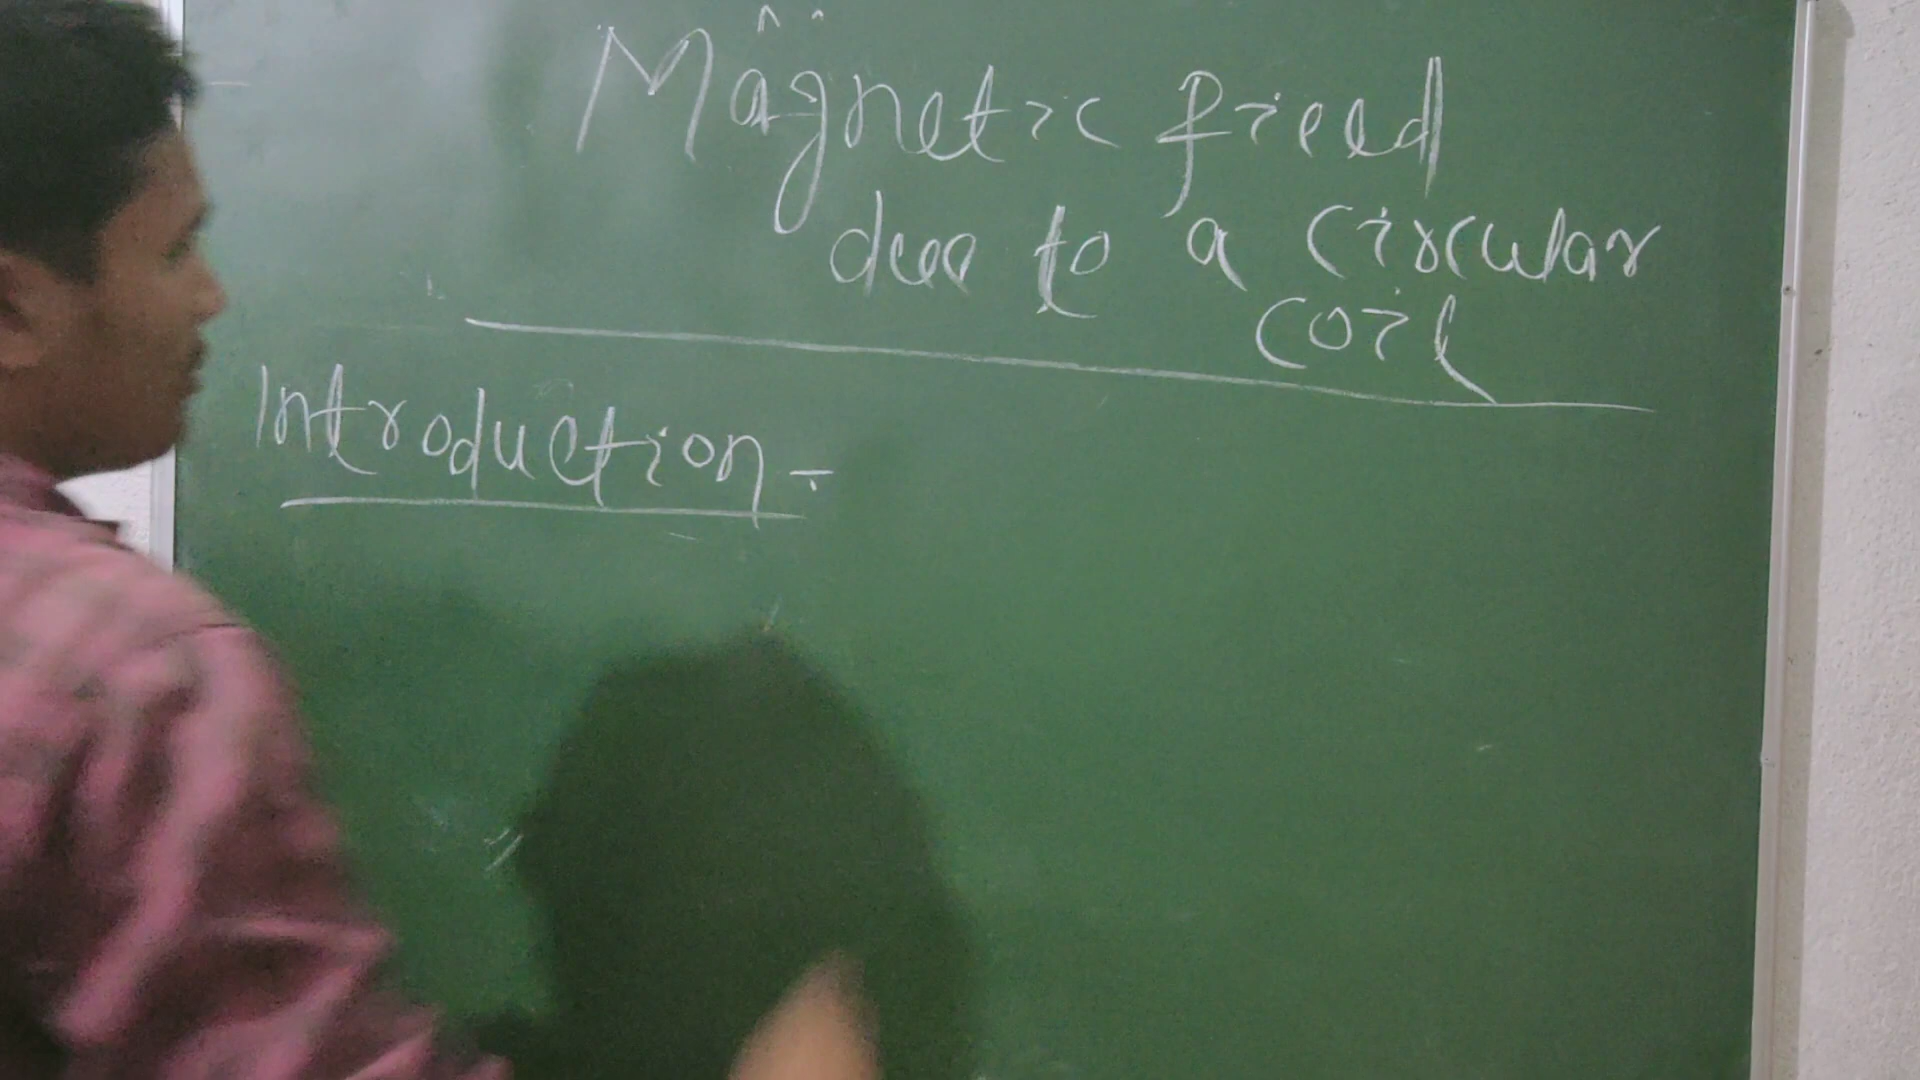 Magnetic field
due to a circular
coil
Introduction -